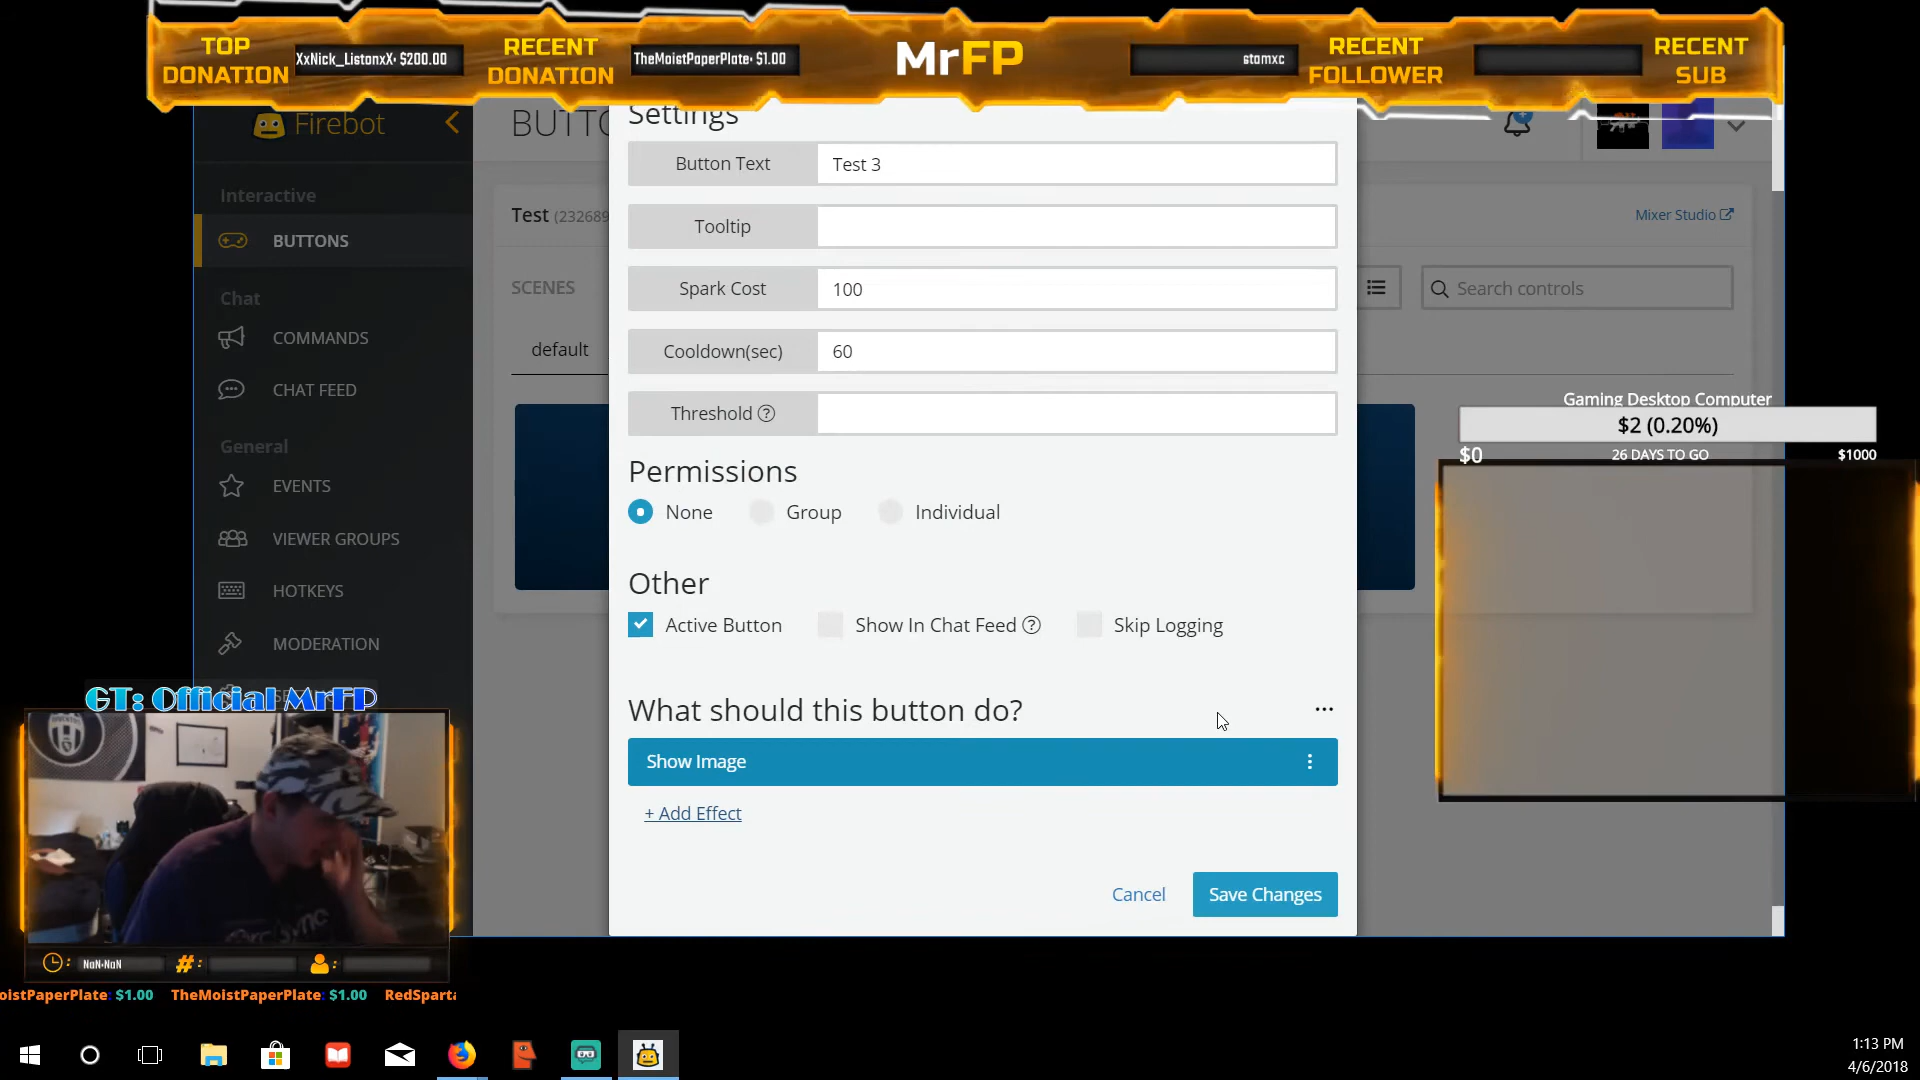 TOP
DONATION
XxNick_ListonxX: $200.00
RECENT
DONATION
TheMoistPaperPlate: $1.00
MrFP
stamxc
RECENT
FOLLOWER
RECENT
SUB
Firebot
Settings
Button Text
Test 3
Tooltip
Spark Cost
100
Cooldown(sec)
60
Threshold
Permissions
None
Group
Individual
Other
Active Button
Show In Chat Feed
Skip Logging
What should this button do?
Show Image
+ Add Effect
Cancel
Save Changes
Interactive
BUTTONS
Chat
COMMANDS
CHAT FEED
General
EVENTS
VIEWER GROUPS
HOTKEYS
MODERATION
Test (232689
SCENES
default
Mixer Studio
Search controls
Gaming Desktop Computer
$2 (0.20%)
$0
26 DAYS TO GO
$1000
GT: Official MrFP
NaN:NaN
#:
oistPaperPlate: $1.00 TheMoistPaperPlate: $1.00 RedSparta
1:13 PM
4/6/2018